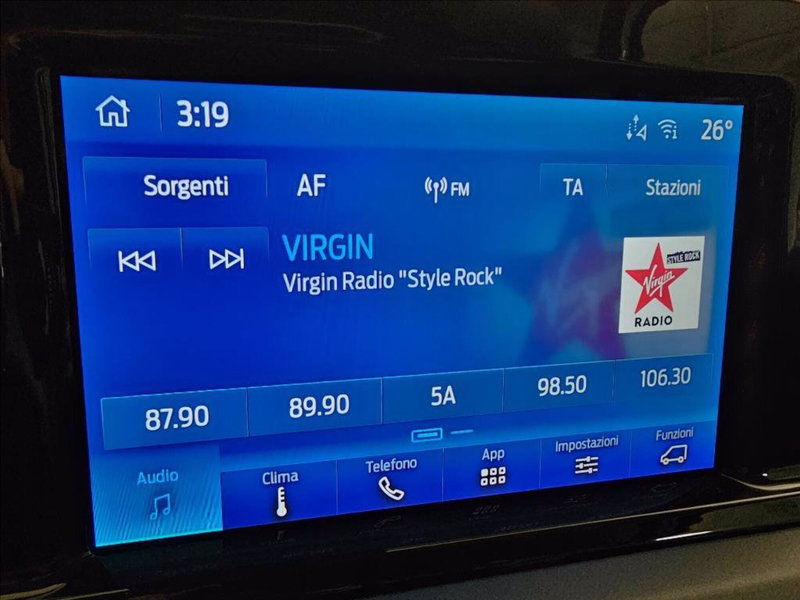 3:19
26°
Sorgenti
AF
FM
TA
Stazioni
VIRGIN
Virgin Radio "Style Rock"
STYLE ROCK
Virgin
RADIO
87.90
89.90
5A
98.50
106.30
Audio
Clima
Telefono
App
Impostazioni
Funzioni